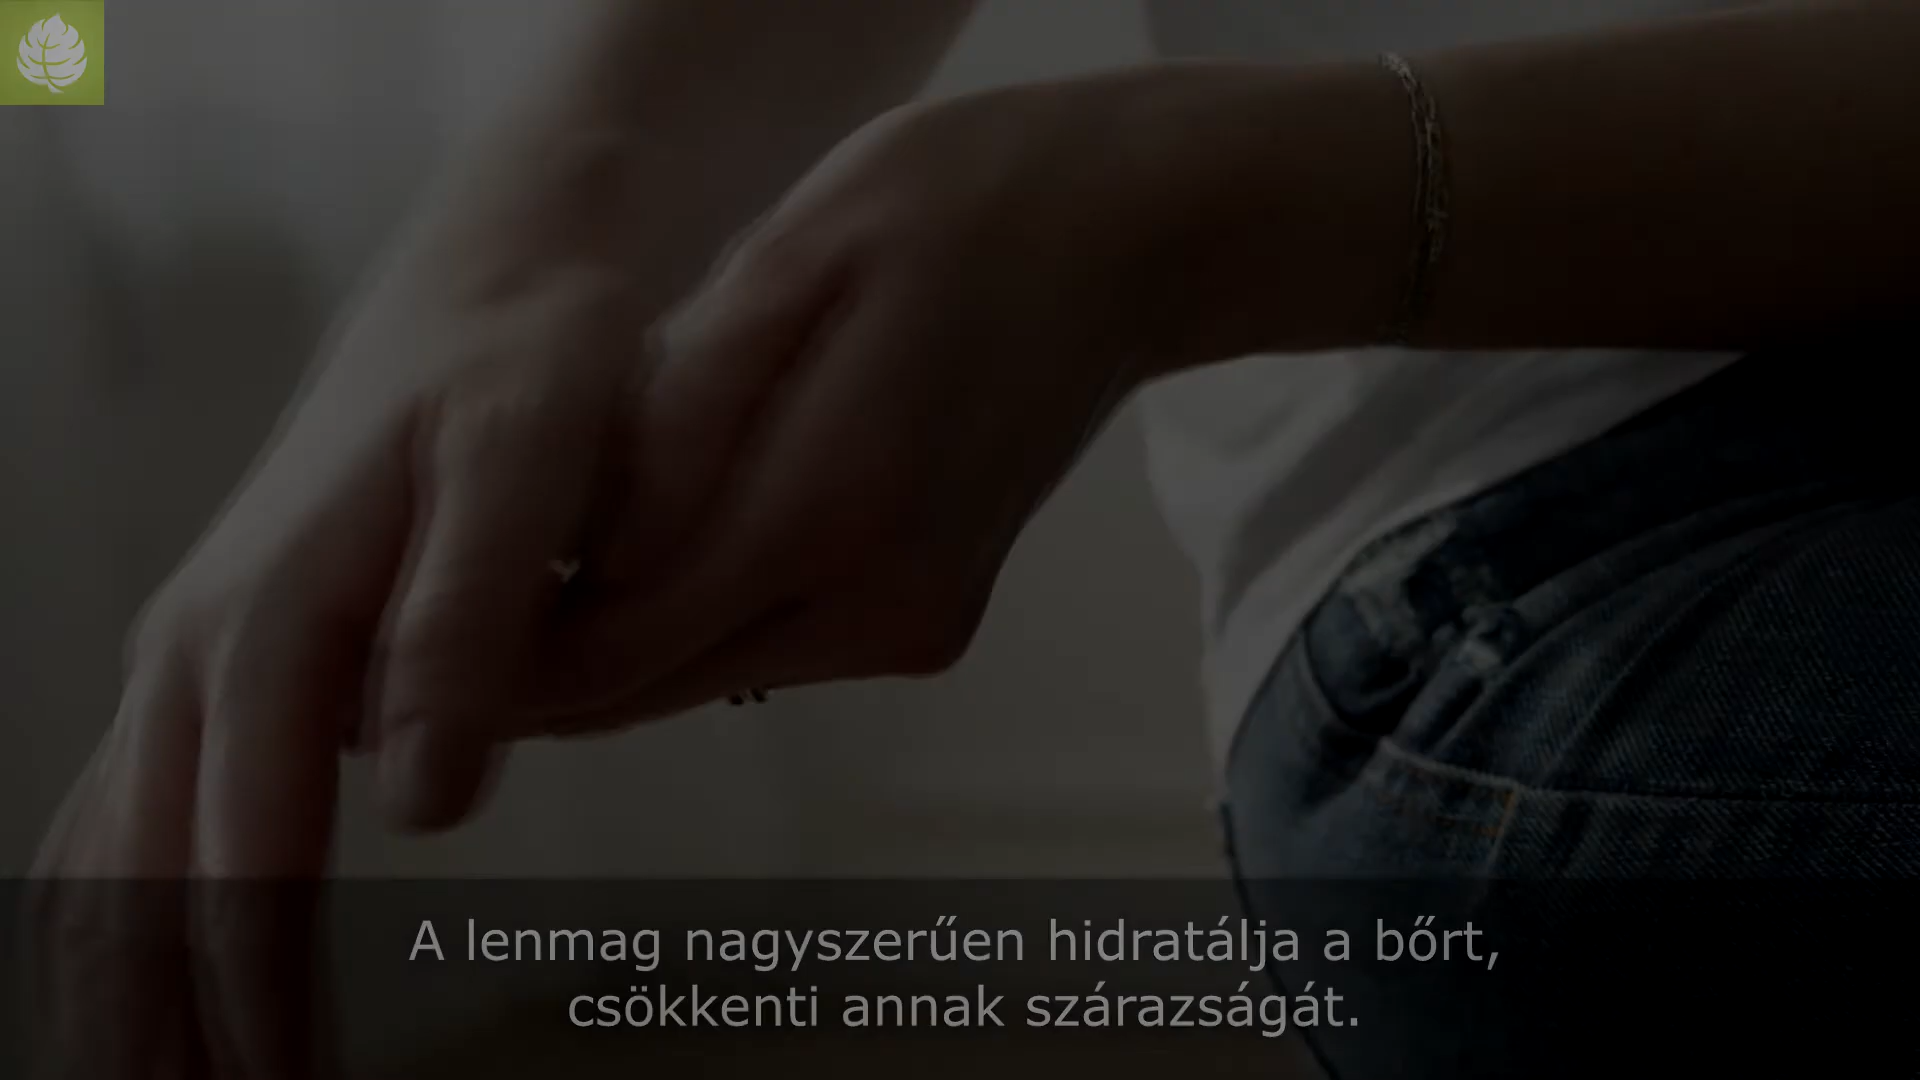 A lenmag nagyszerűen hidratálja a bőrt,
csökkenti annak szárazságát.